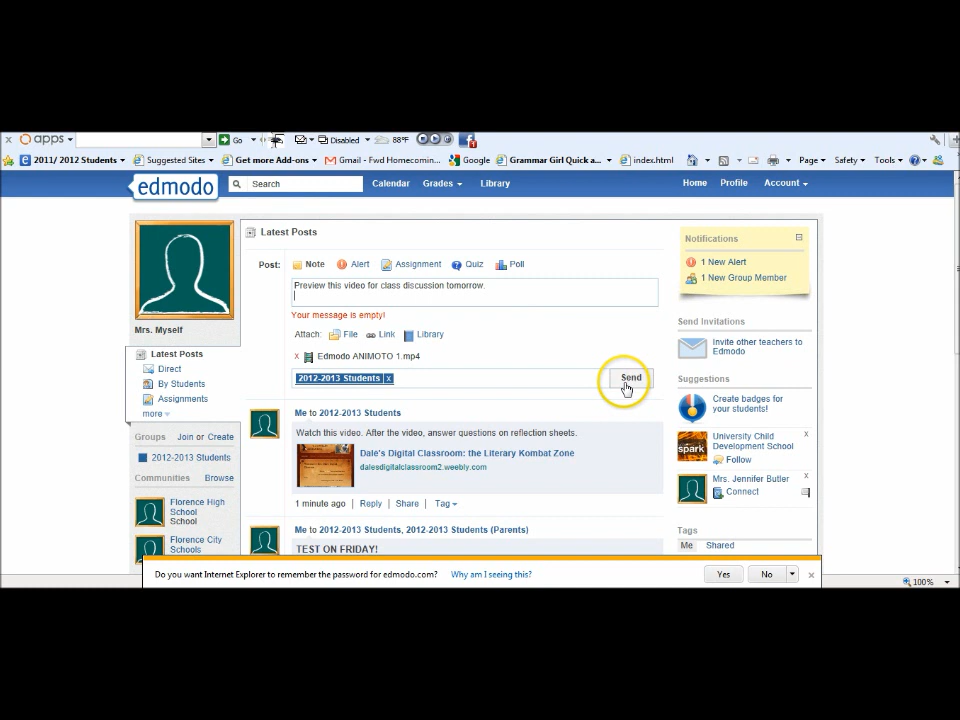 apps Go Disabled 88°F
2011/ 2012 Students Suggested Sites Get more Add-ons Gmail - Fwd Homecomin... Google Grammar Girl Quick a... index.html Page Safety Tools
edmodo Search Calendar Grades Library Home Profile Account
Latest Posts
Post: Note Alert Assignment Quiz Poll
Preview this video for class discussion tomorrow.
Your message is empty!
Attach: File Link Library
x Edmodo ANIMOTO 1.mp4
2012-2013 Students x Send
Me to 2012-2013 Students
Watch this video. After the video, answer questions on reflection sheets.
Dale's Digital Classroom: the Literary Kombat Zone
dalesdigitalclassroom2.weebly.com
1 minute ago Reply Share Tag
Me to 2012-2013 Students, 2012-2013 Students (Parents)
TEST ON FRIDAY!
Mrs. Myself
Latest Posts
Direct
By Students
Assignments
more
Groups Join or Create
2012-2013 Students
Communities Browse
Florence High
School
School
Florence City
Schools
Notifications
1 New Alert
1 New Group Member
Send Invitations
Invite other teachers to
Edmodo
Suggestions
Create badges for
your students!
spark
University Child
Development School
x
Follow
Mrs. Jennifer Butler
x
Connect
Tags
Me Shared
Do you want Internet Explorer to remember the password for edmodo.com? Why am I seeing this? Yes No x
100%